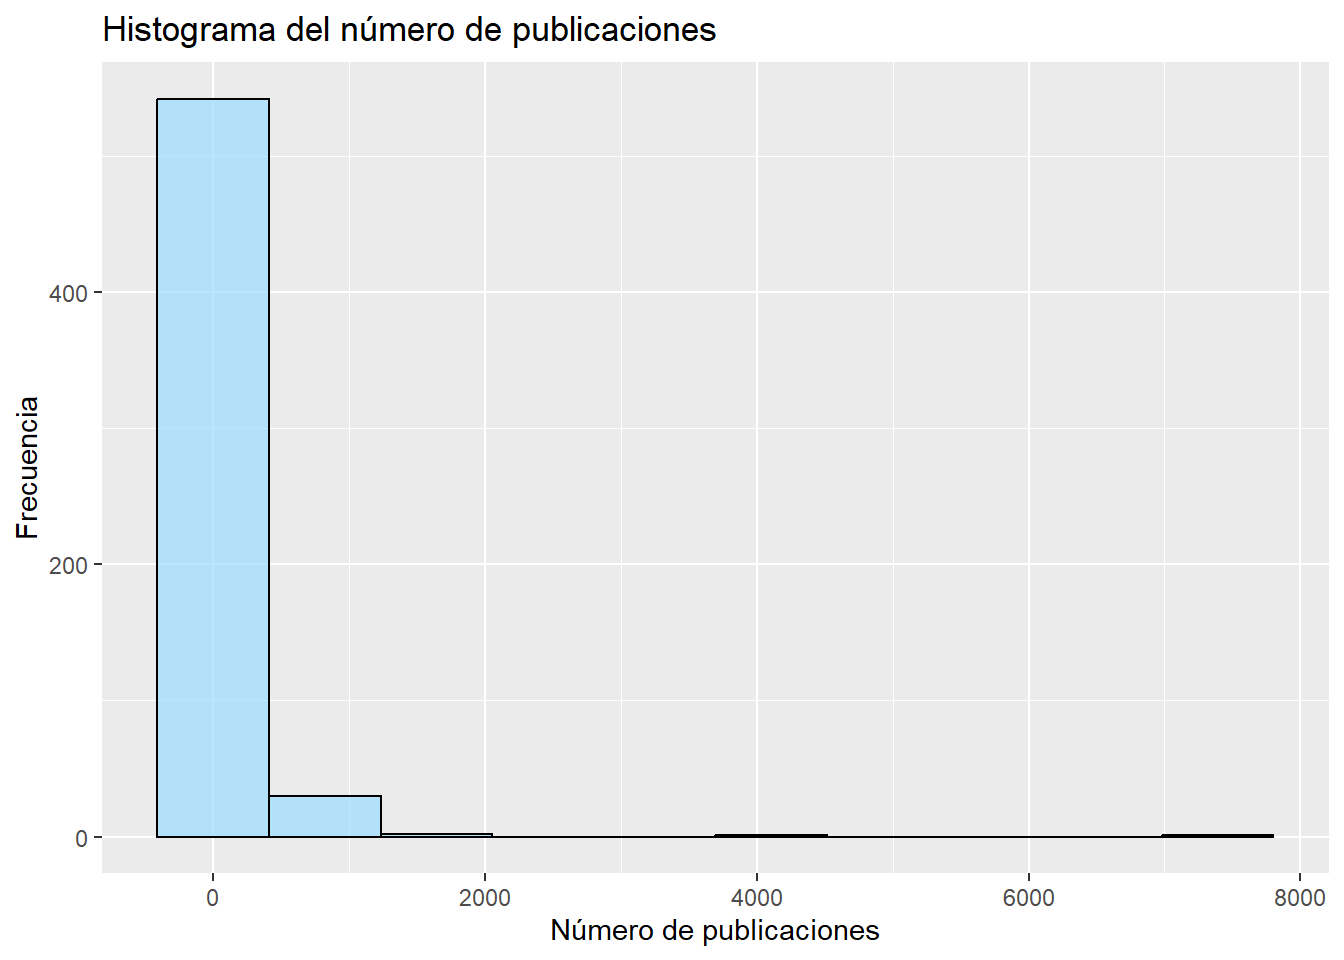 Histograma del número de publicaciones
Frecuencia
400
200
0
0 2000 4000 6000 8000
Número de publicaciones